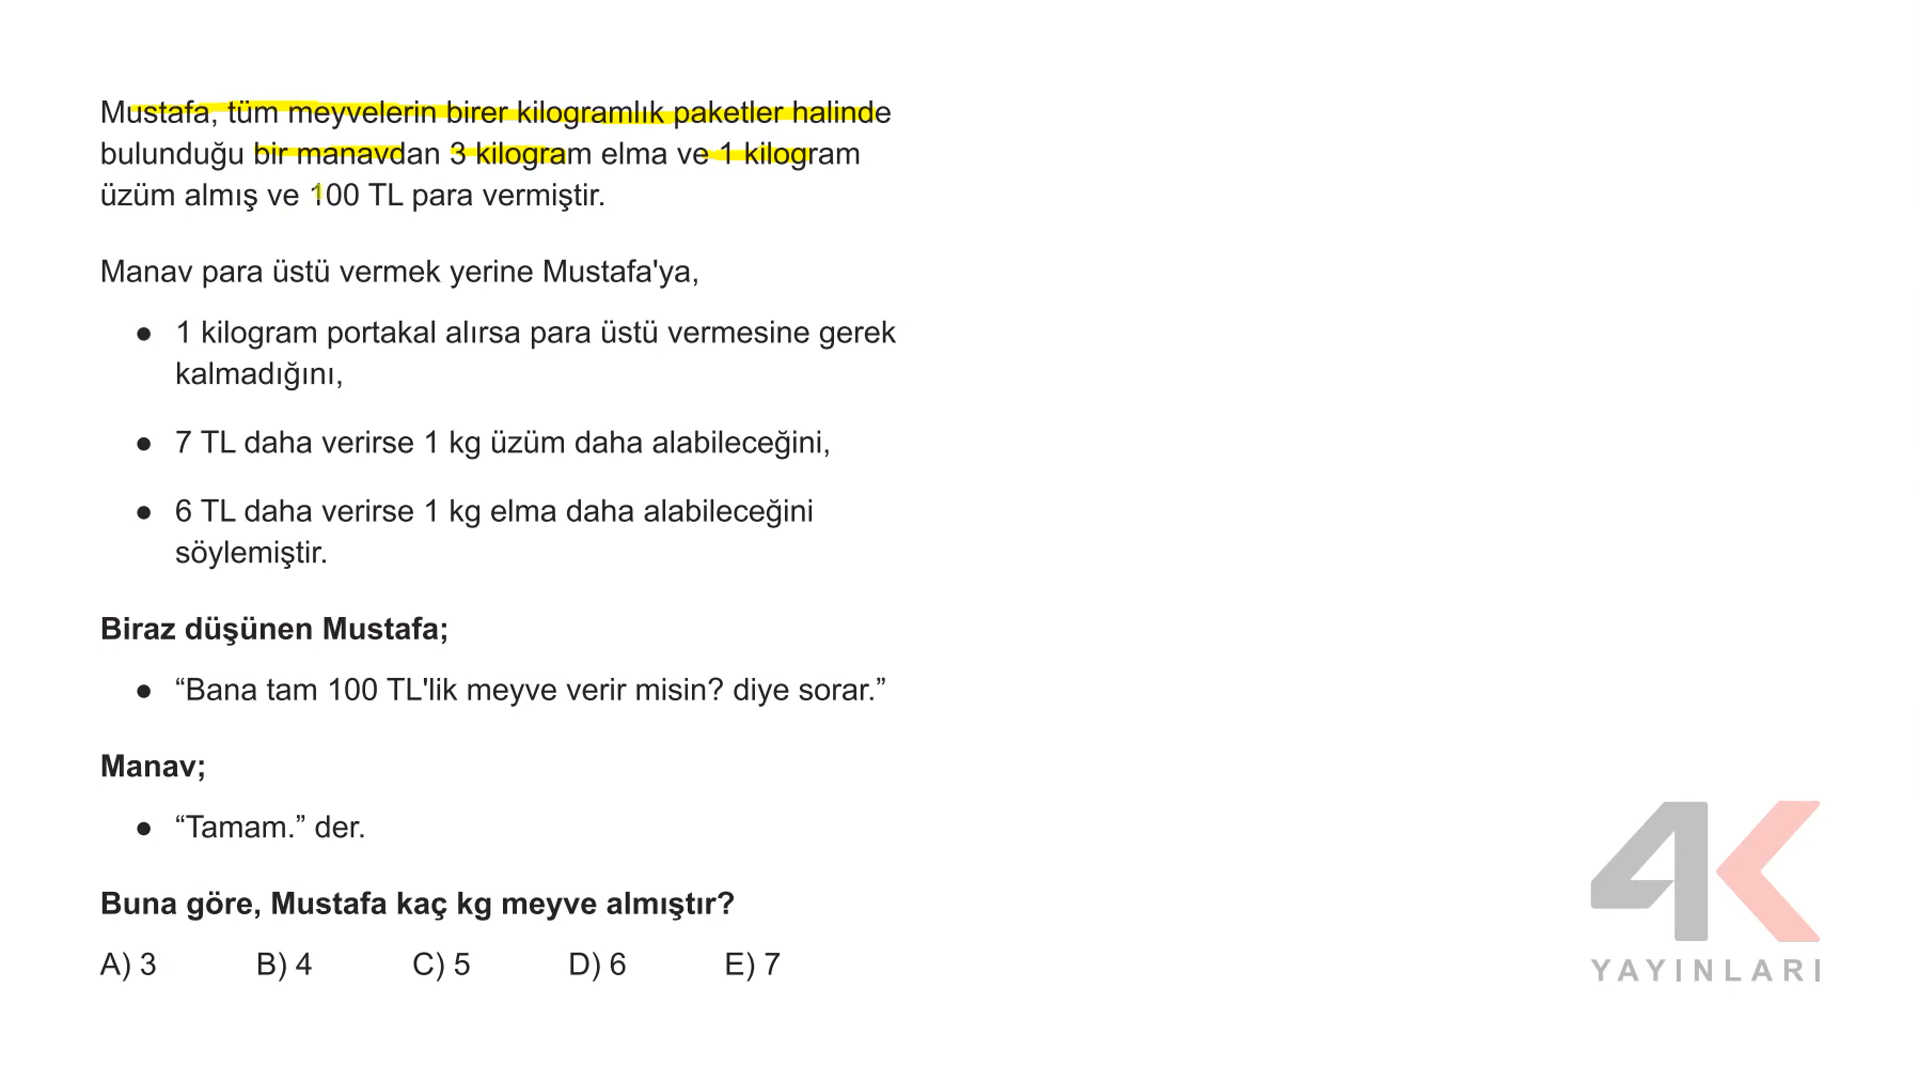 Mustafa, tüm meyvelerin birer kilogramlık paketler halinde
bulunduğu bir manavdan 3 kilogram elma ve 1 kilogram
üzüm almış ve 100 TL para vermiştir.
Manav para üstü vermek yerine Mustafa'ya,
● 1 kilogram portakal alırsa para üstü vermesine gerek
kalmadığını,
● 7 TL daha verirse 1 kg üzüm daha alabileceğini,
● 6 TL daha verirse 1 kg elma daha alabileceğini
söylemiştir.
Biraz düşünen Mustafa;
● “Bana tam 100 TL'lik meyve verir misin? diye sorar.”
Manav;
● “Tamam.” der.
Buna göre, Mustafa kaç kg meyve almıştır?
A) 3 B) 4 C) 5 D) 6 E) 7
4K
YAYINLARI